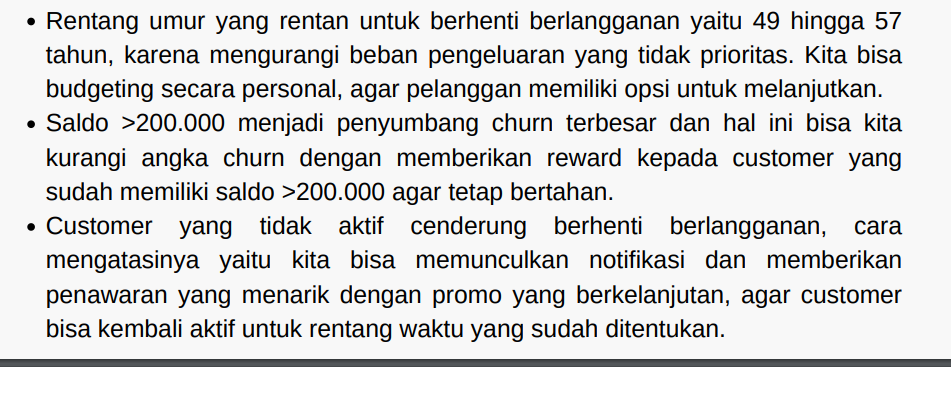 • Rentang umur yang rentan untuk berhenti berlangganan yaitu 49 hingga 57
tahun, karena mengurangi beban pengeluaran yang tidak prioritas. Kita bisa
budgeting secara personal, agar pelanggan memiliki opsi untuk melanjutkan.
• Saldo >200.000 menjadi penyumbang churn terbesar dan hal ini bisa kita
kurangi angka churn dengan memberikan reward kepada customer yang
sudah memiliki saldo >200.000 agar tetap bertahan.
• Customer yang tidak aktif cenderung berhenti berlangganan, cara
mengatasinya yaitu kita bisa memunculkan notifikasi dan memberikan
penawaran yang menarik dengan promo yang berkelanjutan, agar customer
bisa kembali aktif untuk rentang waktu yang sudah ditentukan.